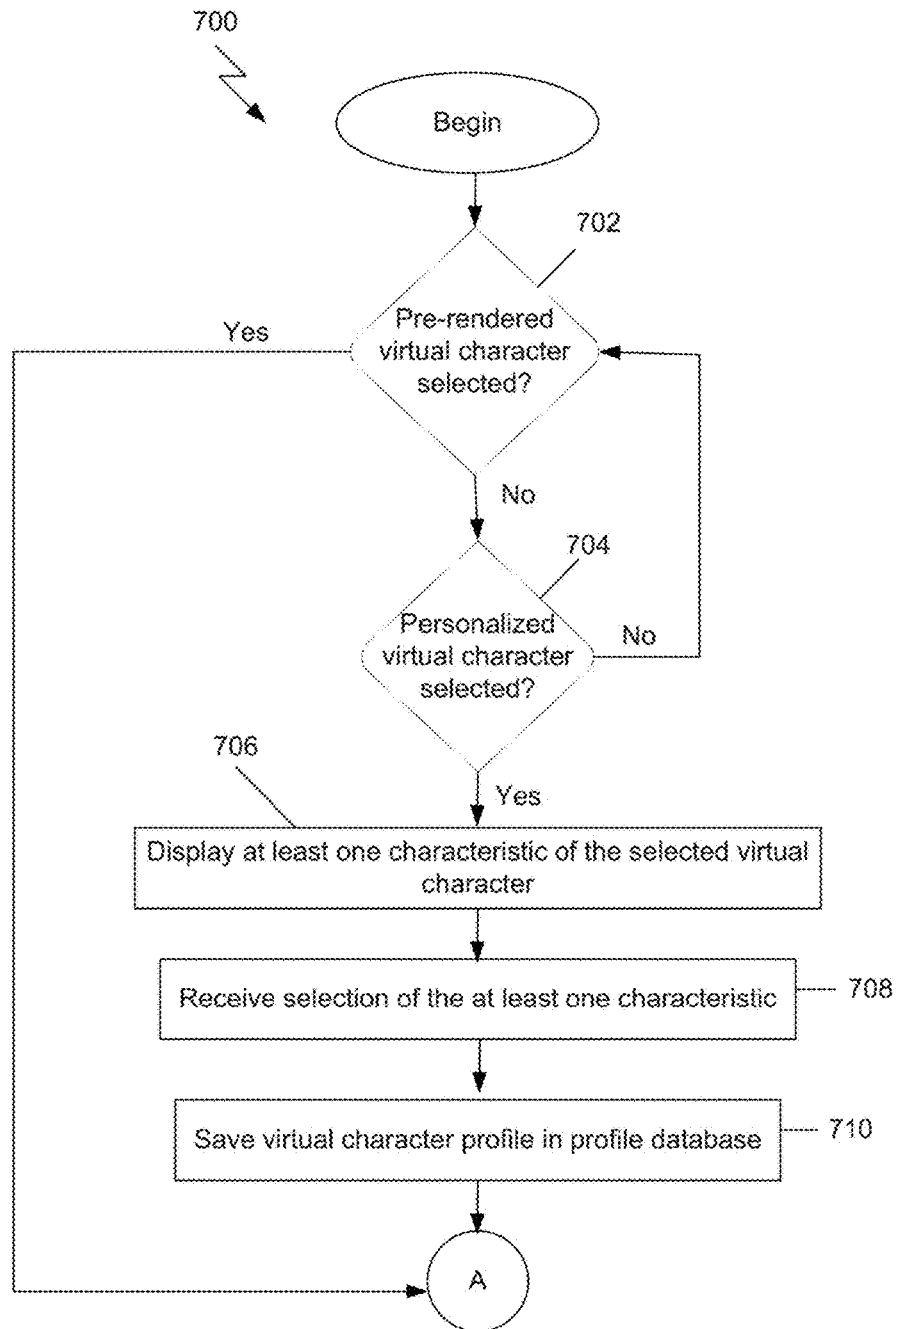 700
Begin
702
Pre-rendered
virtual character
selected?
Yes
No
704
Personalized
virtual character
selected?
No
706
Yes
Display at least one characteristic of the selected virtual
character
Receive selection of the at least one characteristic
708
Save virtual character profile in profile database
710
A